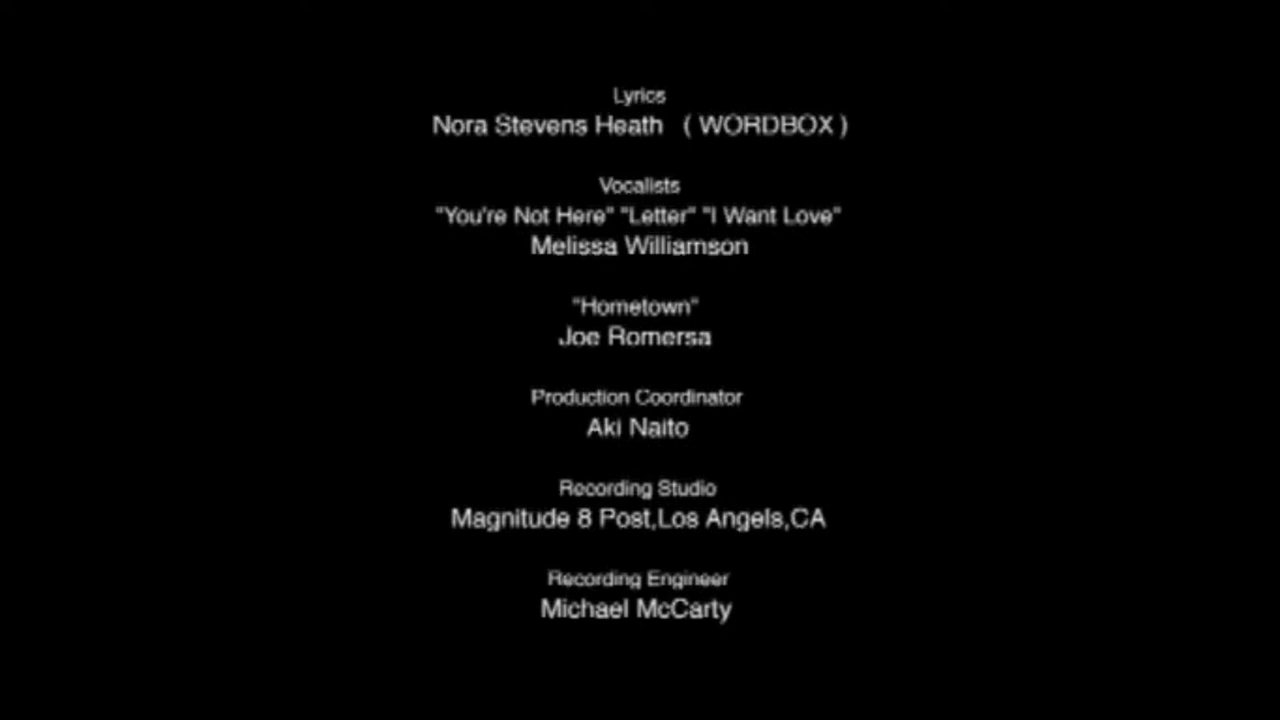 Lyrics
Nora Stevens Heath ( WORDBOX )
Vocalists
"You're Not Here" "Letter" "I Want Love"
Melissa Williamson
"Hometown"
Joe Romersa
Production Coordinator
Aki Naito
Recording Studio
Magnitude 8 Post,Los Angels,CA
Recording Engineer
Michael McCarty